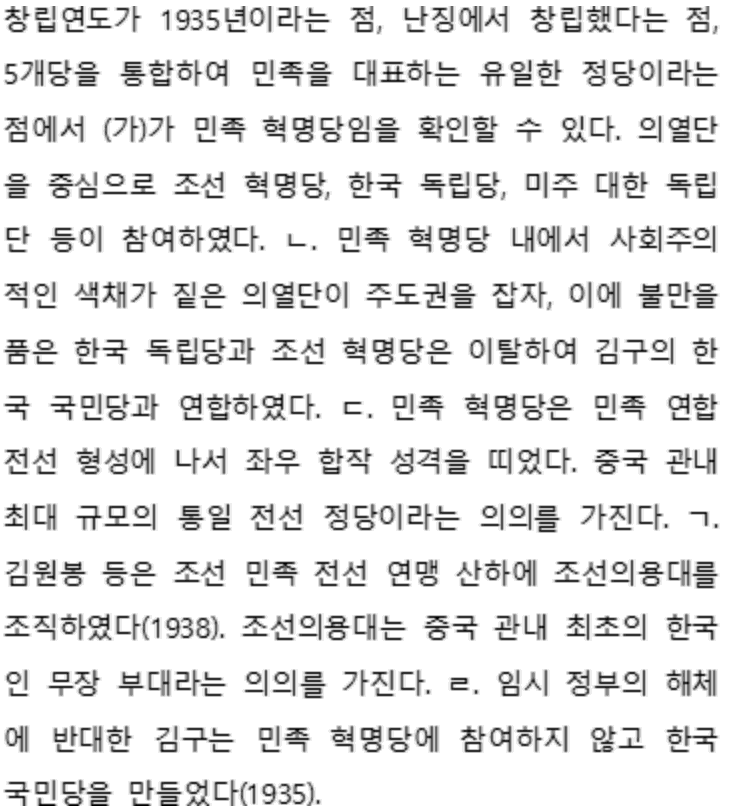 창립연도가 1935년이라는 점, 난징에서 창립했다는 점,
5개당을 통합하여 민족을 대표하는 유일한 정당이라는
점에서 (가)가 민족 혁명당임을 확인할 수 있다. 의열단
을 중심으로 조선 혁명당, 한국 독립당, 미주 대한 독립
단 등이 참여하였다. ㄴ. 민족 혁명당 내에서 사회주의
적인 색채가 짙은 의열단이 주도권을 잡자, 이에 불만을
품은 한국 독립당과 조선 혁명당은 이탈하여 김구의 한
국 국민당과 연합하였다. ㄷ. 민족 혁명당은 민족 연합
전선 형성에 나서 좌우 합작 성격을 띠었다. 중국 관내
최대 규모의 통일 전선 정당이라는 의의를 가진다. ㄱ.
김원봉 등은 조선 민족 전선 연맹 산하에 조선의용대를
조직하였다(1938). 조선의용대는 중국 관내 최초의 한국
인 무장 부대라는 의의를 가진다. ㄹ. 임시 정부의 해체
에 반대한 김구는 민족 혁명당에 참여하지 않고 한국
국민당을 만들었다(1935).